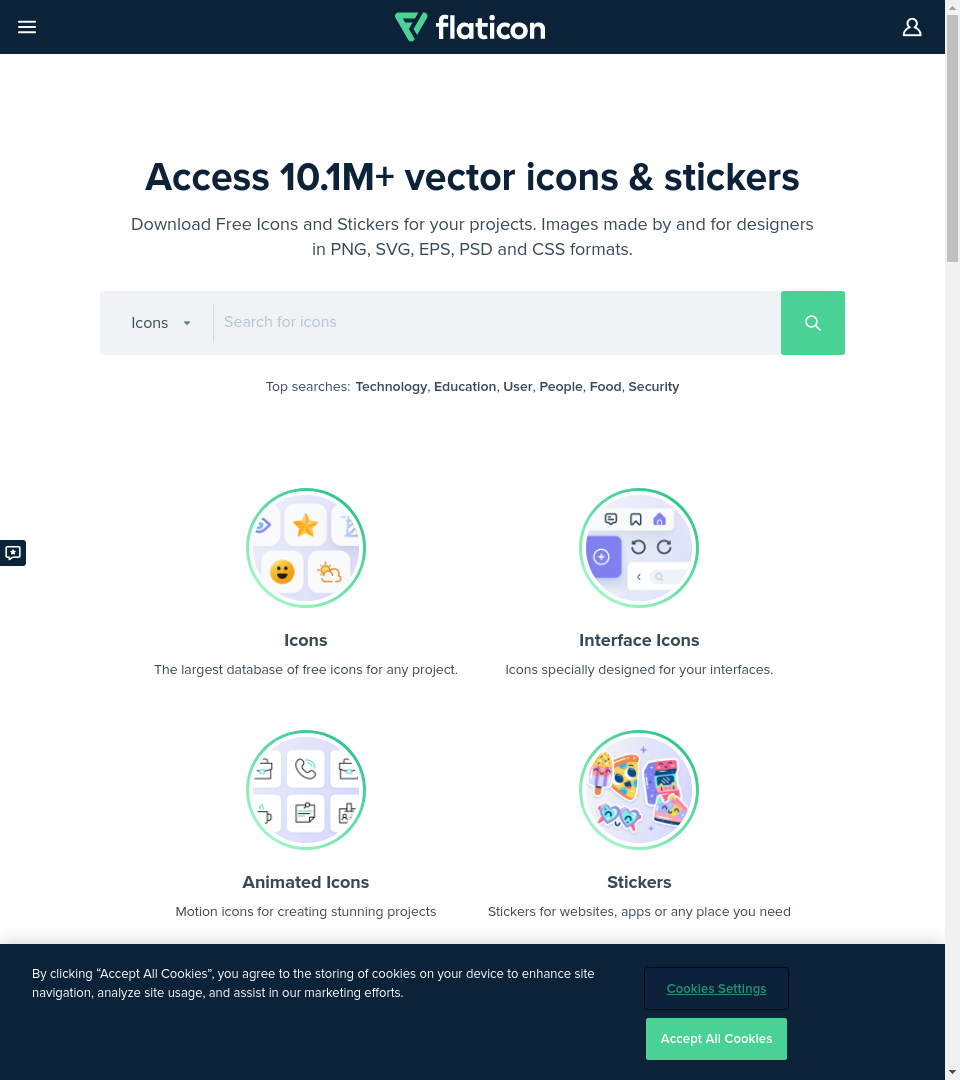 flaticon
Access 10.1M+ vector icons & stickers
Download Free Icons and Stickers for your projects. Images made by and for designers
in PNG, SVG, EPS, PSD and CSS formats.
Icons
Search for icons
Top searches: Technology, Education, User, People, Food, Security
Icons
The largest database of free icons for any project.
Interface Icons
Icons specially designed for your interfaces.
Animated Icons
Motion icons for creating stunning projects
Stickers
Stickers for websites, apps or any place you need
By clicking “Accept All Cookies”, you agree to the storing of cookies on your device to enhance site
navigation, analyze site usage, and assist in our marketing efforts.
Cookies Settings
Accept All Cookies